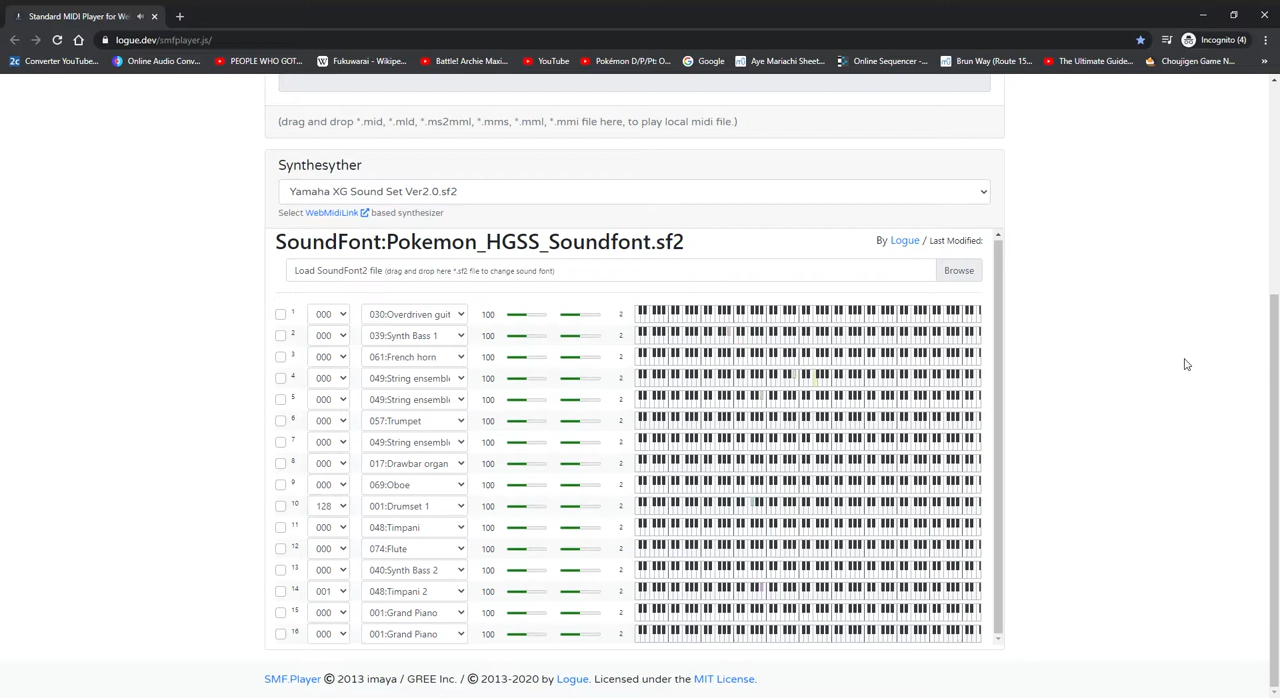 Standard MIDI Player for We
logue.dev/smfplayer.js/
Incognito (4)
Converter YouTube...
Online Audio Conv...
PEOPLE WHO GOT...
Fukuwarai - Wikipe...
Battle! Archie Maxi...
YouTube
Pokémon D/P/Pt: O...
Google
Aye Mariachi Sheet...
Online Sequencer -...
Brun Way (Route 15...
The Ultimate Guide...
Choujigen Game N...
(drag and drop *.mid, *.mld, *.ms2mml, *.mms, *.mml, *.mmi file here, to play local midi file.)
Synthesyther
Yamaha XG Sound Set Ver2.0.sf2
Select WebMidiLink based synthesizer
SoundFont:Pokemon_HGSS_Soundfont.sf2
By Logue / Last Modified:
Load SoundFont2 file (drag and drop here *.sf2 file to change sound font)
Browse
1 000 030:Overdriven guit 100 2
2 000 039:Synth Bass 1 100 2
3 000 061:French horn 100 2
4 000 049:String ensembl 100 2
5 000 049:String ensembl 100 2
6 000 057:Trumpet 100 2
7 000 049:String ensembl 100 2
8 000 017:Drawbar organ 100 2
9 000 069:Oboe 100 2
10 128 001:Drumset 1 100 2
11 000 048:Timpani 100 2
12 000 074:Flute 100 2
13 000 040:Synth Bass 2 100 2
14 001 048:Timpani 2 100 2
15 000 001:Grand Piano 100 2
16 000 001:Grand Piano 100 2
SMF.Player © 2013 imaya / GREE Inc. / © 2013-2020 by Logue. Licensed under the MIT License.